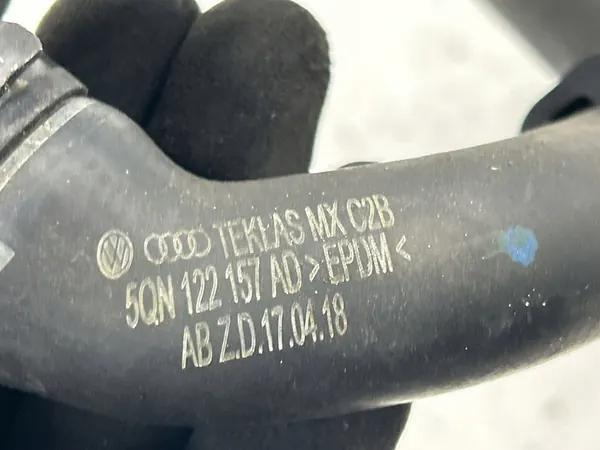 TEKLAS MX C2B
5QN 122 157 AD >EPDM<
AB Z.D.17.04.18